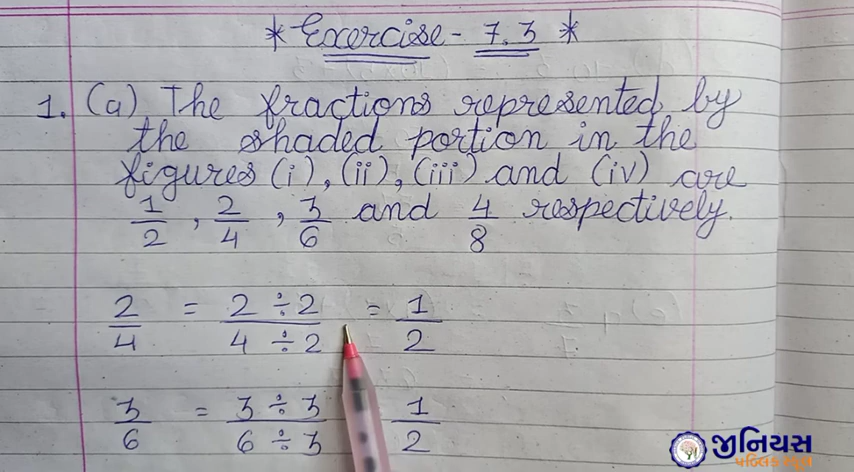 * Exercise - 7.3 *
1. (a) The fractions represented by
the shaded portion in the
figures (i), (ii), (iii) and (iv) are
1/2, 2/4, 3/6 and 4/8 respectively.
2/4 = 2 ÷ 2 / 4 ÷ 2 = 1/2
3/6 = 3 ÷ 3 / 6 ÷ 3 1/2
જીનિયસ
પબ્લિક સ્કૂલ